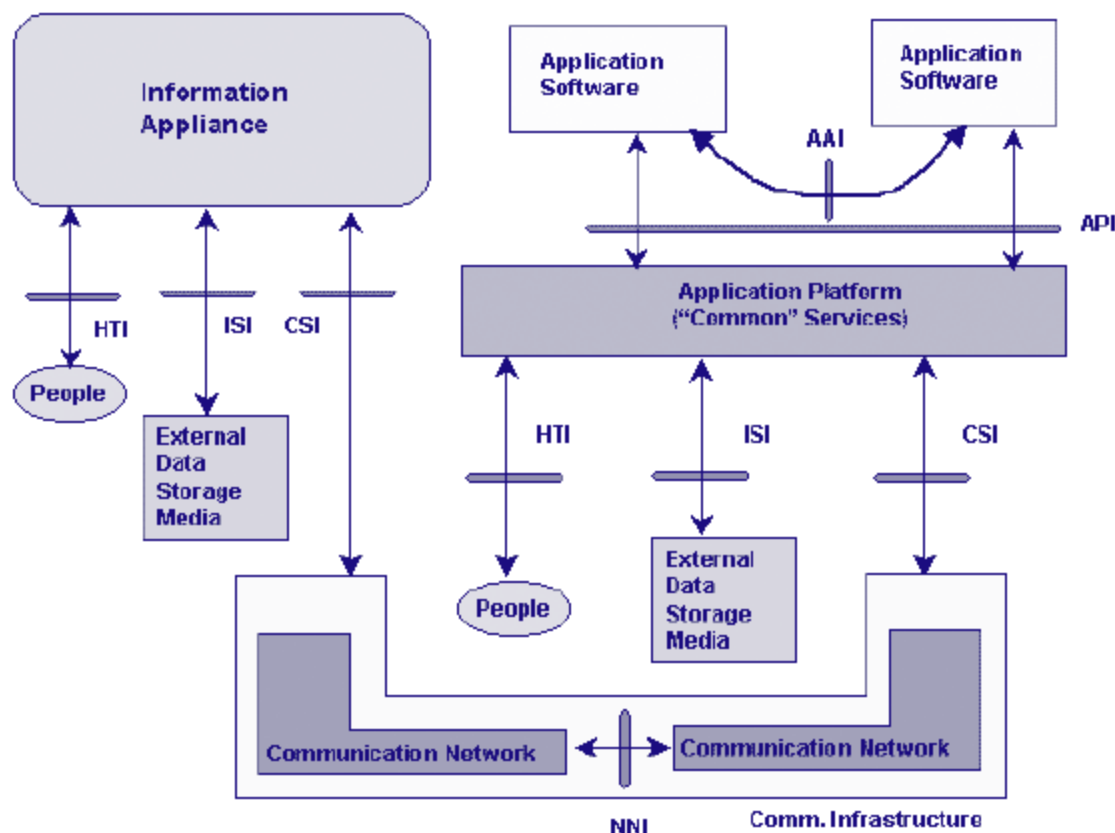 Information
Appliance
Application
Software
Application
Software
AAI
API
HTI
ISI
CSI
Application Platform
(“Common” Services)
People
External
Data
Storage
Media
HTI
ISI
CSI
People
External
Data
Storage
Media
Communication Network
Communication Network
NNI
Comm. Infrastructure